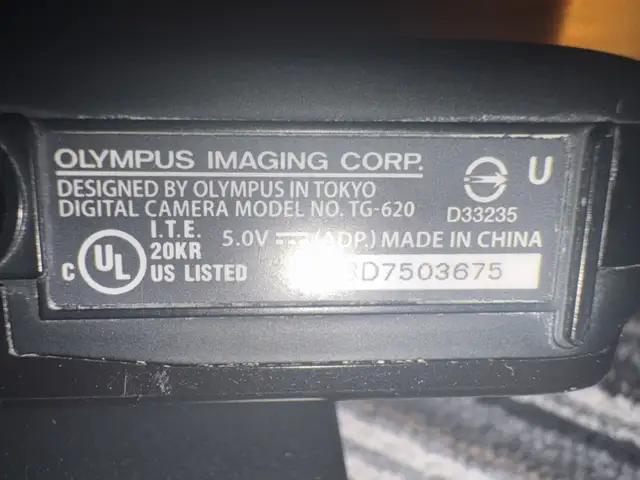 OLYMPUS IMAGING CORP.
DESIGNED BY OLYMPUS IN TOKYO
DIGITAL CAMERA MODEL NO. TG-620
U
D33235
I.T.E.
20KR
c UL US LISTED
5.0V ⎓ (ADP.) MADE IN CHINA
D7503675